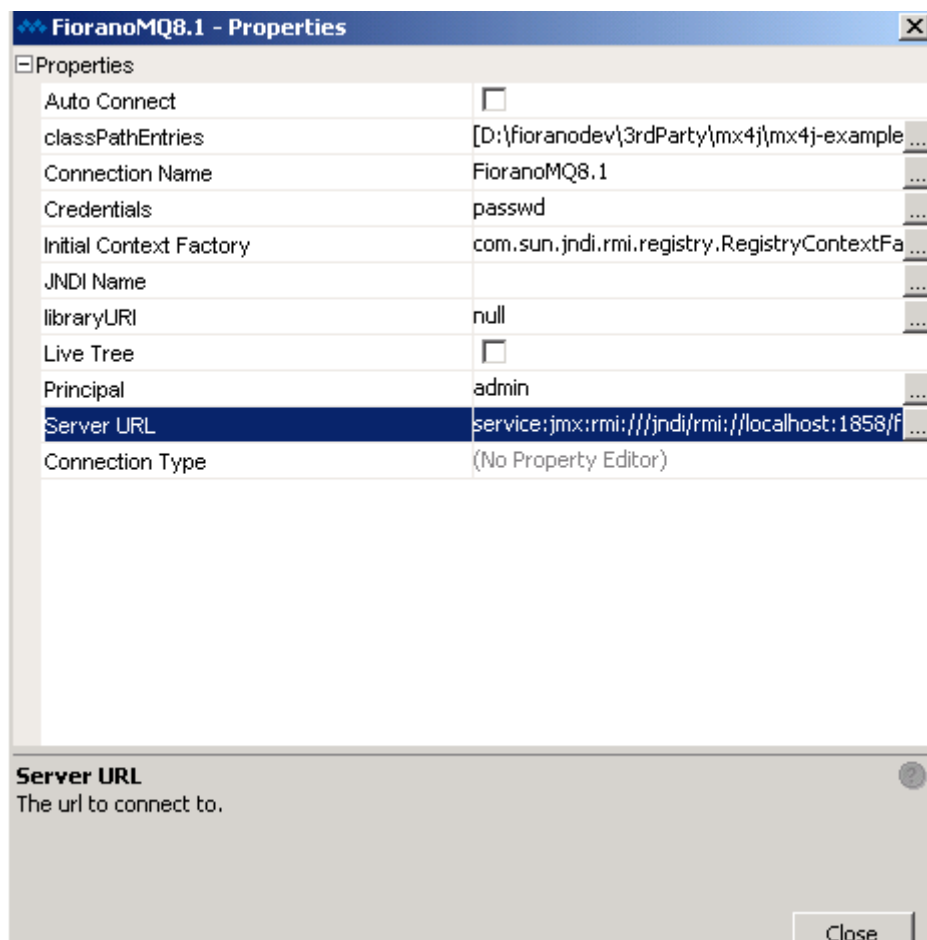 FioranoMQ8.1 - Properties
Properties
Auto Connect
classPathEntries [D:\fioranodev\3rdParty\mx4j\mx4j-example ...
Connection Name FioranoMQ8.1 ...
Credentials passwd ...
Initial Context Factory com.sun.jndi.rmi.registry.RegistryContextFa ...
JNDI Name ...
libraryURI null ...
Live Tree
Principal admin ...
Server URL service:jmx:rmi:///jndi/rmi://localhost:1858/f ...
Connection Type (No Property Editor)
Server URL
The url to connect to.
Close